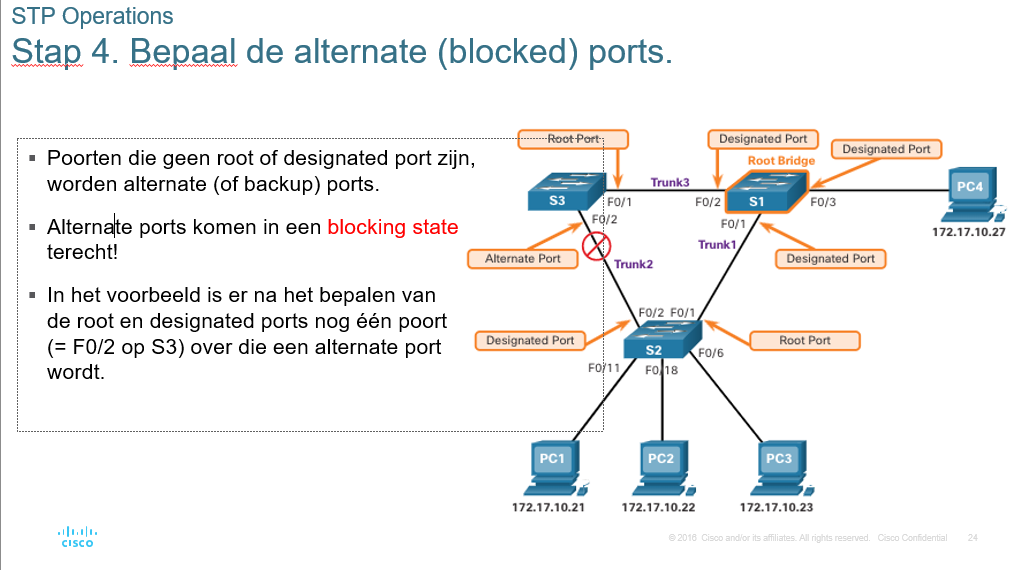 STP Operations
Stap 4. Bepaal de alternate (blocked) ports.
Poorten die geen root of designated port zijn,
worden alternate (of backup) ports.
Alternate ports komen in een blocking state
terecht!
In het voorbeeld is er na het bepalen van
de root en designated ports nog één poort
(= F0/2 op S3) over die een alternate port
wordt.
Root Port
Designated Port
Root Bridge
Designated Port
Trunk3
S3
F0/1
F0/2
S1
F0/3
PC4
172.17.10.27
F0/2
F0/1
Alternate Port
Trunk2
Trunk1
Designated Port
F0/2 F0/1
Designated Port
S2
Root Port
F0/6
F0/11
F0/18
PC1
PC2
PC3
172.17.10.21
172.17.10.22
172.17.10.23
CISCO
© 2016 Cisco and/or its affiliates. All rights reserved. Cisco Confidential
24